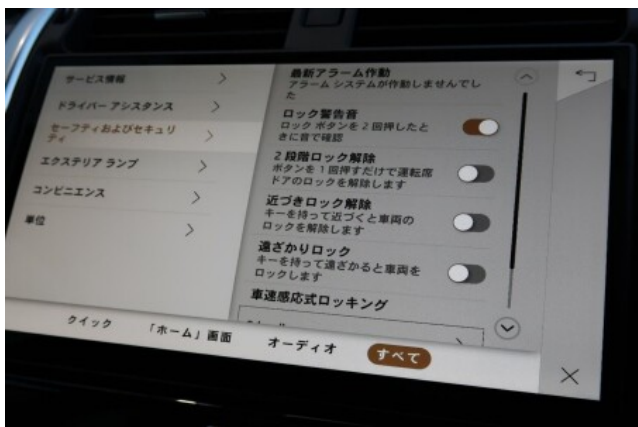 サービス情報
ドライバー アシスタンス
セーフティおよびセキュリ
ティ
エクステリア ランプ
コンビニエンス
単位
最新アラーム作動
アラーム システムが作動しませんでし
た
ロック警告音
ロック ボタンを2回押したと
きに音で確認
2段階ロック解除
ボタンを1回押すだけで運転席
ドアのロックを解除します
近づきロック解除
キーを持って近づくと車両の
ロックを解除します
遠ざかりロック
キーを持って遠ざかると車両を
ロックします
車速感応式ロッキング
クイック
「ホーム」画面
オーディオ
すべて